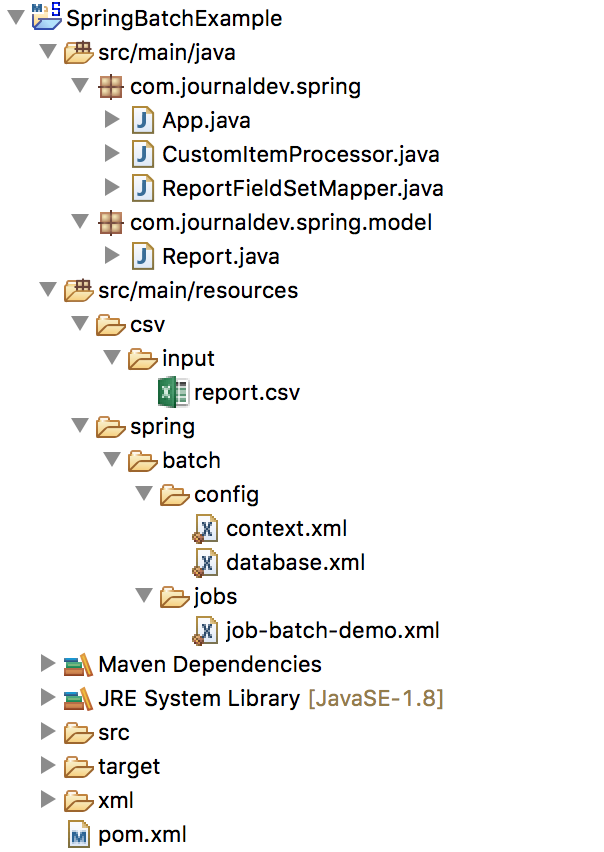 SpringBatchExample
src/main/java
com.journaldev.spring
App.java
CustomItemProcessor.java
ReportFieldSetMapper.java
com.journaldev.spring.model
Report.java
src/main/resources
csv
input
report.csv
spring
batch
config
context.xml
database.xml
jobs
job-batch-demo.xml
Maven Dependencies
JRE System Library [JavaSE-1.8]
src
target
xml
pom.xml